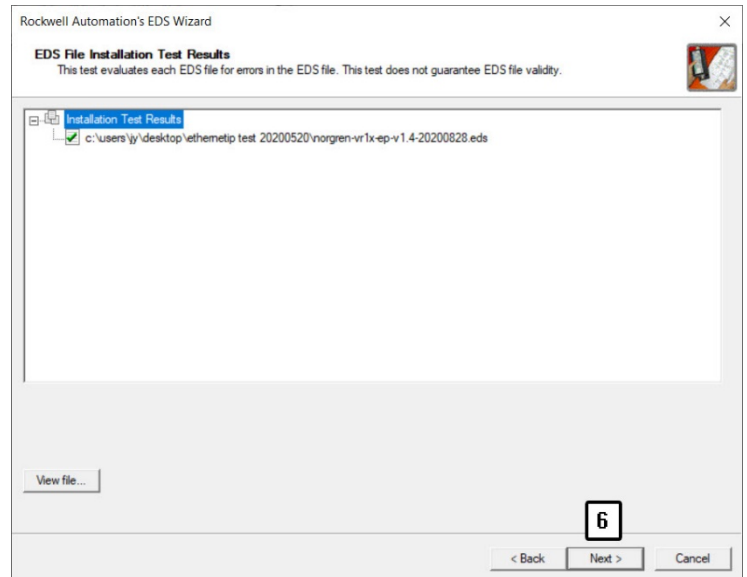 Rockwell Automation's EDS Wizard
EDS File Installation Test Results
This test evaluates each EDS file for errors in the EDS file. This test does not guarantee EDS file validity.
Installation Test Results
c:\users\jy\desktop\ethernetip test 20200520\norgren-vr1x-ep-v1.4-20200828.eds
View file...
6
< Back
Next >
Cancel